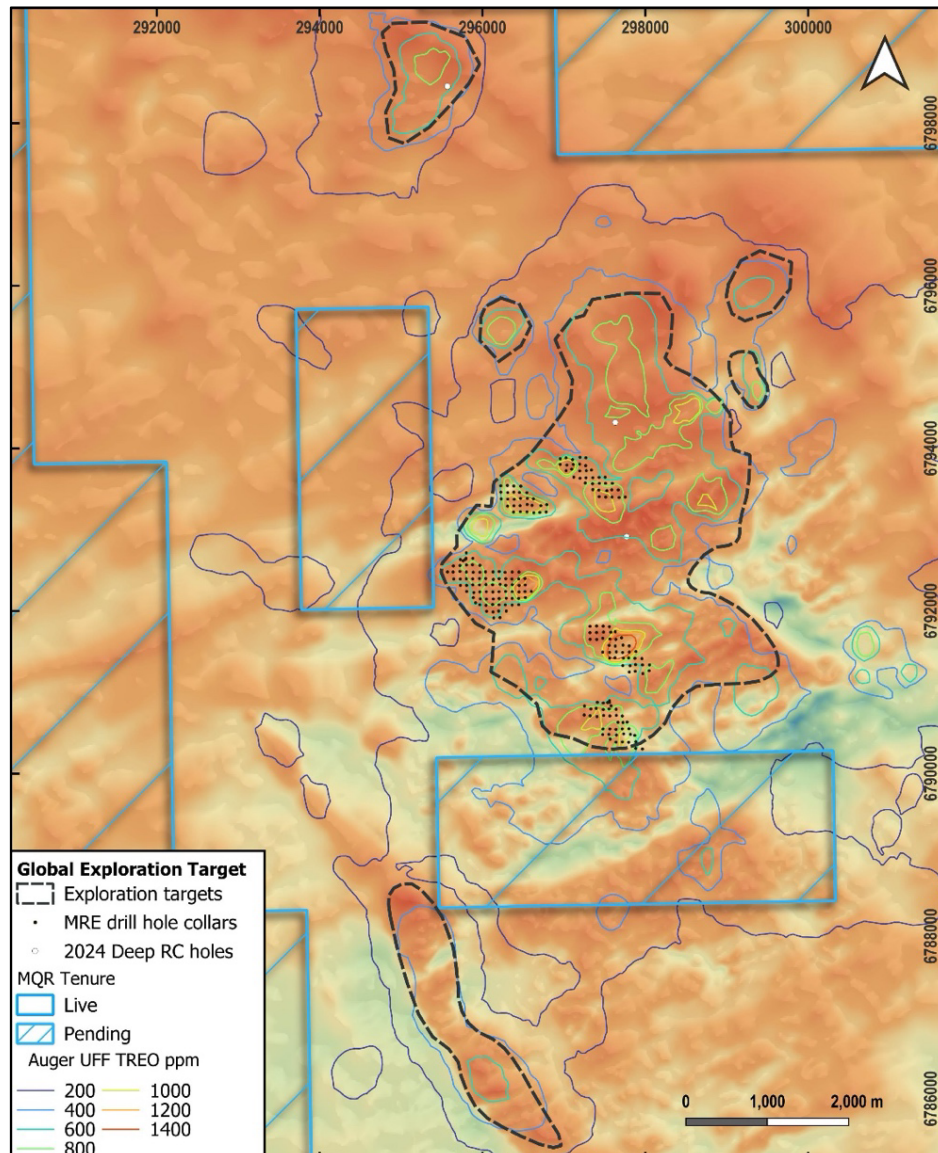 292000 294000 296000 298000 300000
6798000
6796000
6794000
6792000
6790000
6788000
6786000
Global Exploration Target
Exploration targets
MRE drill hole collars
2024 Deep RC holes
MQR Tenure
Live
Pending
Auger UFF TREO ppm
200 1000
400 1200
600 1400
800
0 1,000 2,000 m